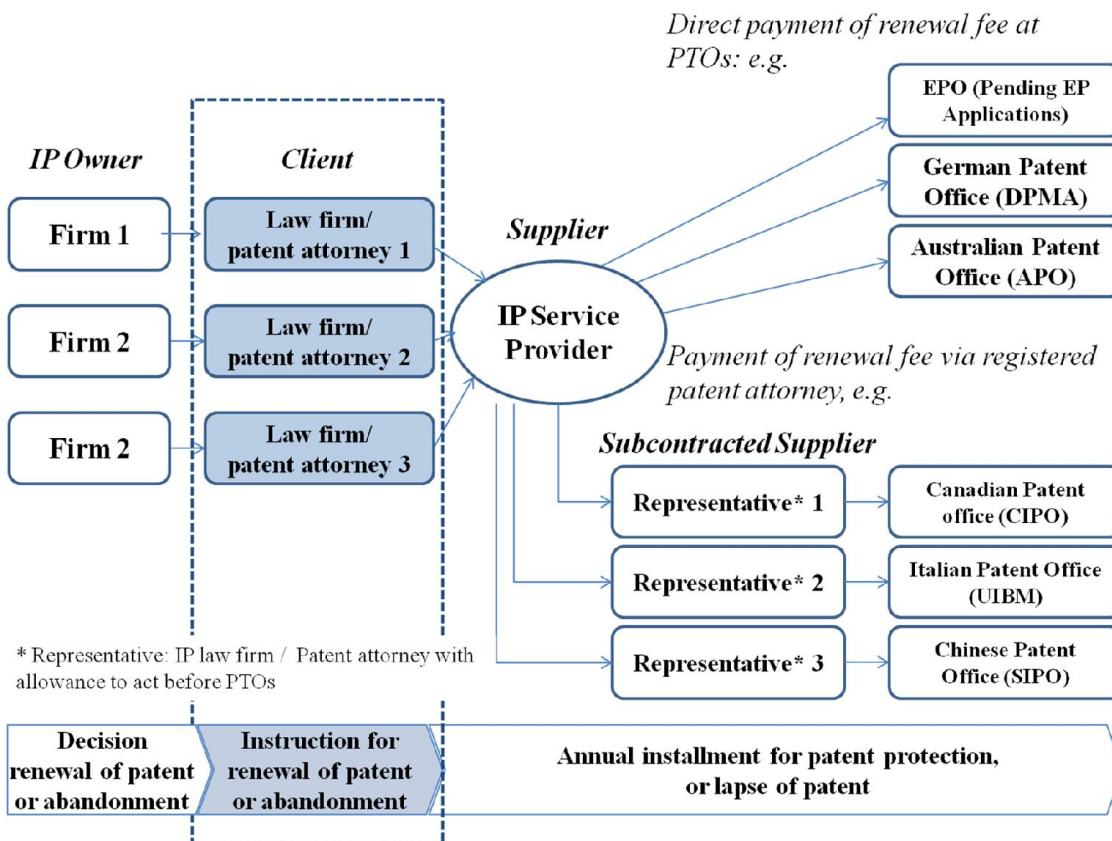 Direct payment of renewal fee at
PTOs: e.g.
EPO (Pending EP
Applications)
IP Owner
Client
German Patent
Office (DPMA)
Firm 1
Law firm/
patent attorney 1
Supplier
Australian Patent
Office (APO)
Firm 2
Law firm/
patent attorney 2
IP Service
Provider
Payment of renewal fee via registered
patent attorney, e.g.
Firm 2
Law firm/
patent attorney 3
Subcontracted Supplier
Representative* 1
Canadian Patent
office (CIPO)
Representative* 2
Italian Patent Office
(UIBM)
Representative* 3
Chinese Patent
Office (SIPO)
* Representative: IP law firm / Patent attorney with
allowance to act before PTOs
Decision
renewal of patent
or abandonment
Instruction for
renewal of patent
or abandonment
Annual installment for patent protection,
or lapse of patent